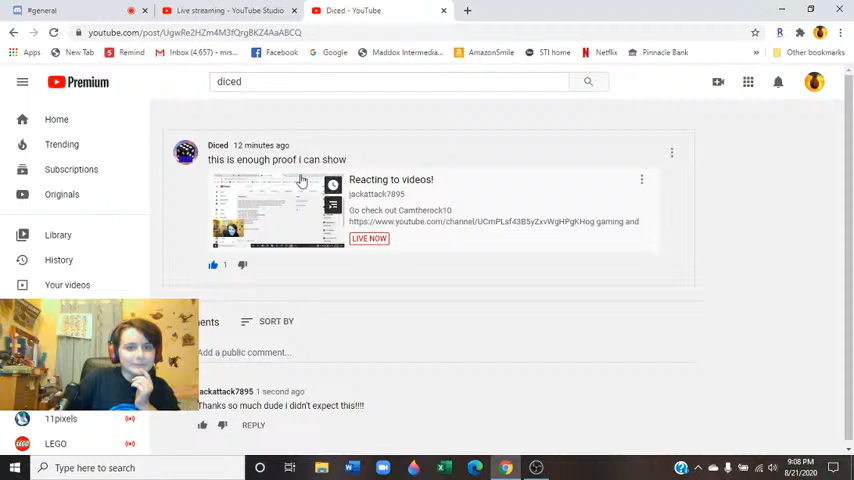 #general
Live streaming - YouTube Studio
Diced - YouTube
youtube.com/post/UgwRe2HZm4M3fQrgBKZ4AaABCQ
Apps
New Tab
Remind
Inbox (4,657) - mrs...
Facebook
Google
Maddox Intermediat...
AmazonSmile
STI home
Netflix
Pinnacle Bank
Other bookmarks
Premium
diced
Home
Trending
Subscriptions
Originals
Library
History
Your videos
11pixels
LEGO
Diced 12 minutes ago
this is enough proof i can show
Reacting to videos!
jackattack7895
Go check out Camtherock10
https://www.youtube.com/channel/UCmPLsf43B5yZxvWgHPgKHog gaming and
LIVE NOW
1
ments
SORT BY
Add a public comment...
jackattack7895 1 second ago
Thanks so much dude i didn't expect this!!!!
REPLY
Type here to search
9:08 PM
8/21/2020